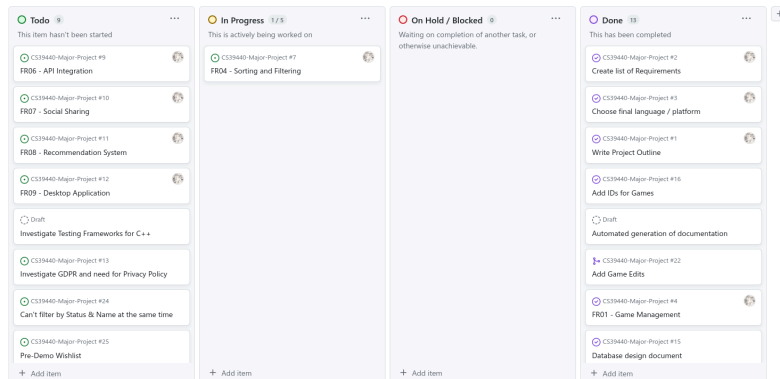 Todo 9
This item hasn't been started
CS39440-Major-Project #9
FR06 - API Integration
CS39440-Major-Project #10
FR07 - Social Sharing
CS39440-Major-Project #11
FR08 - Recommendation System
CS39440-Major-Project #12
FR09 - Desktop Application
Draft
Investigate Testing Frameworks for C++
CS39440-Major-Project #13
Investigate GDPR and need for Privacy Policy
CS39440-Major-Project #24
Can't filter by Status & Name at the same time
CS39440-Major-Project #25
Pre-Demo Wishlist
+ Add item
In Progress 1 / 5
This is actively being worked on
CS39440-Major-Project #7
FR04 - Sorting and Filtering
+ Add item
On Hold / Blocked 0
Waiting on completion of another task, or
otherwise unachievable.
+ Add item
Done 13
This has been completed
CS39440-Major-Project #2
Create list of Requirements
CS39440-Major-Project #3
Choose final language / platform
CS39440-Major-Project #1
Write Project Outline
CS39440-Major-Project #16
Add IDs for Games
Draft
Automated generation of documentation
CS39440-Major-Project #22
Add Game Edits
CS39440-Major-Project #4
FR01 - Game Management
CS39440-Major-Project #15
Database design document
+ Add item